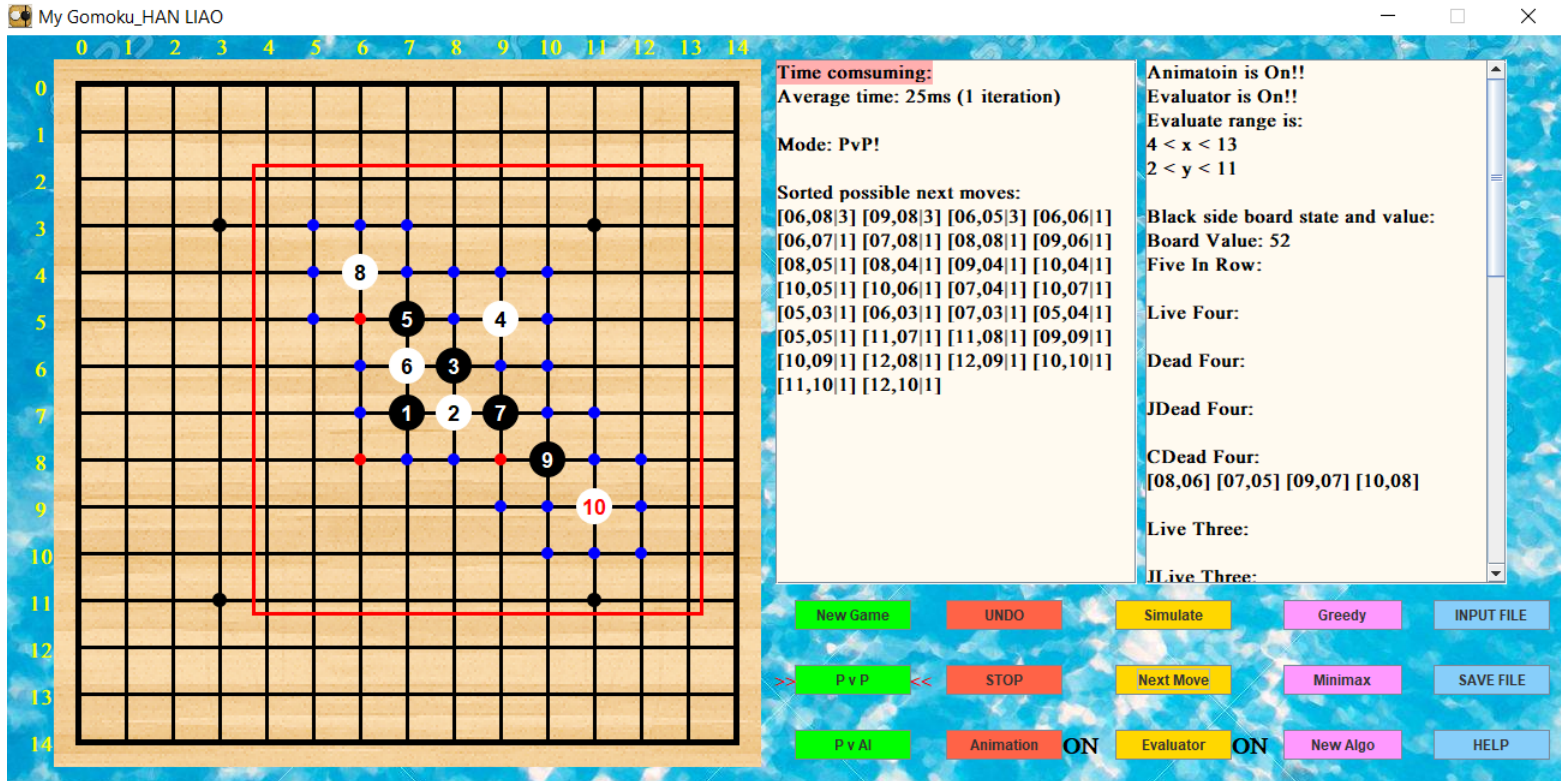 My Gomoku_HAN LIAO
0 1 2 3 4 5 6 7 8 9 10 11 12 13 14
0
1
2
3
4
5
6
7
8
9
10
11
12
13
14
8
5 4
6 3
1 2 7
9
10
Time comsuming:
Average time: 25ms (1 iteration)
Mode: PvP!
Sorted possible next moves:
[06,08|3] [09,08|3] [06,05|3] [06,06|1]
[06,07|1] [07,08|1] [08,08|1] [09,06|1]
[08,05|1] [08,04|1] [09,04|1] [10,04|1]
[10,05|1] [10,06|1] [07,04|1] [10,07|1]
[05,03|1] [06,03|1] [07,03|1] [05,04|1]
[05,05|1] [11,07|1] [11,08|1] [09,09|1]
[10,09|1] [12,08|1] [12,09|1] [10,10|1]
[11,10|1] [12,10|1]
Animatoin is On!!
Evaluator is On!!
Evaluate range is:
4 < x < 13
2 < y < 11
Black side board state and value:
Board Value: 52
Five In Row:
Live Four:
Dead Four:
JDead Four:
CDead Four:
[08,06] [07,05] [09,07] [10,08]
Live Three:
JLive Three:
New Game UNDO Simulate Greedy INPUT FILE
>> P v P << STOP Next Move Minimax SAVE FILE
P v AI Animation ON Evaluator ON New Algo HELP